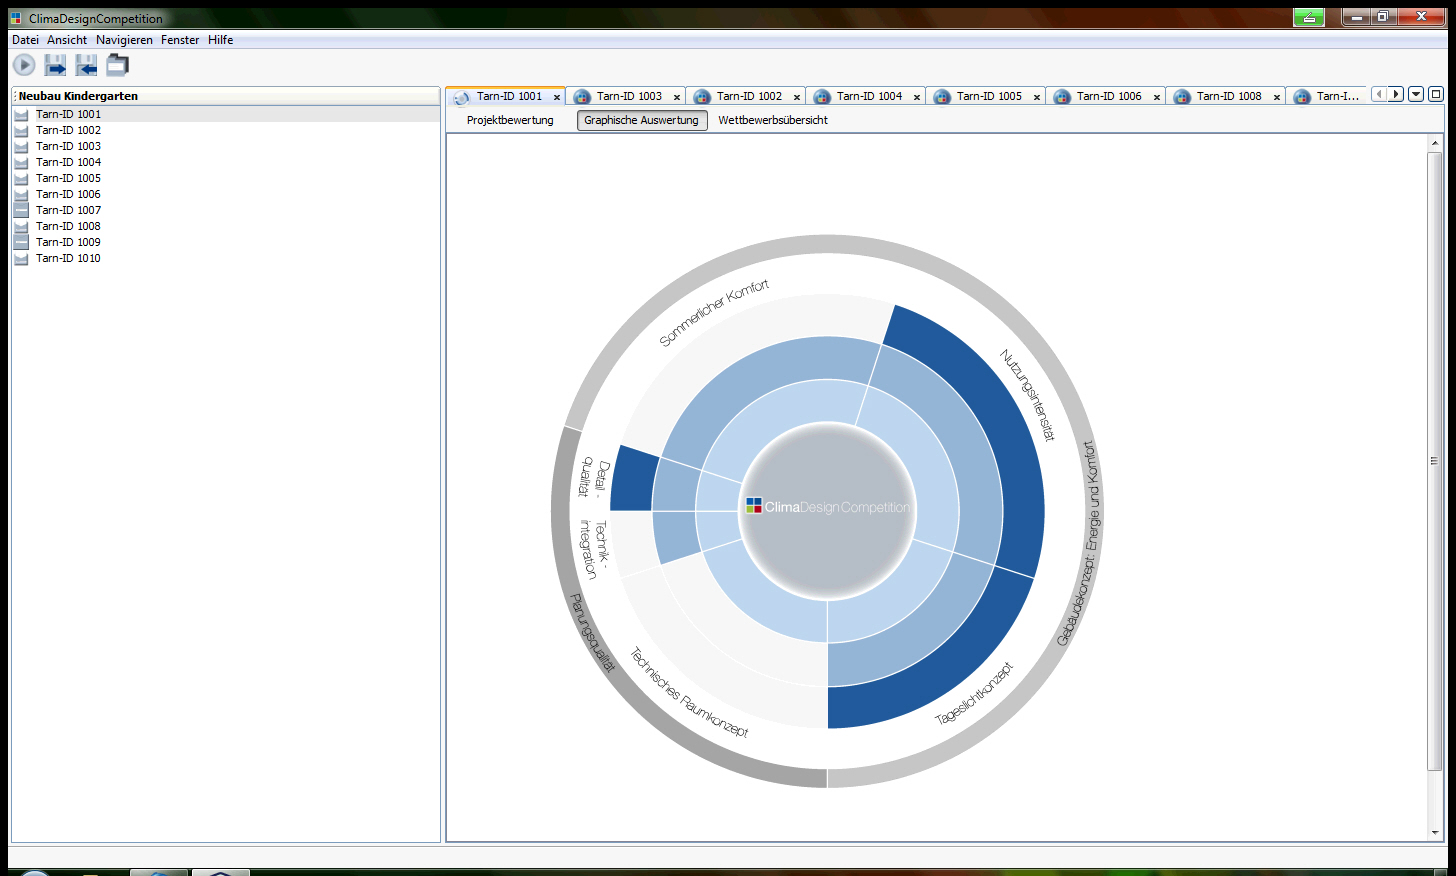 ClimaDesignCompetition
Datei Ansicht Navigieren Fenster Hilfe
Neubau Kindergarten
Tarn-ID 1001
Tarn-ID 1002
Tarn-ID 1003
Tarn-ID 1004
Tarn-ID 1005
Tarn-ID 1006
Tarn-ID 1007
Tarn-ID 1008
Tarn-ID 1009
Tarn-ID 1010
Tarn-ID 1001 Tarn-ID 1003 Tarn-ID 1002 Tarn-ID 1004 Tarn-ID 1005 Tarn-ID 1006 Tarn-ID 1008 Tarn-I...
Projektbewertung Graphische Auswertung Wettbewerbsübersicht
Sommerlicher Komfort
Nutzungsintensität
Gebäudekonzept: Energie und Komfort
Detail -
qualität
Technik -
integration
ClimaDesignCompetition
Planungsqualität
Technisches Raumkonzept
Tageslichtkonzept